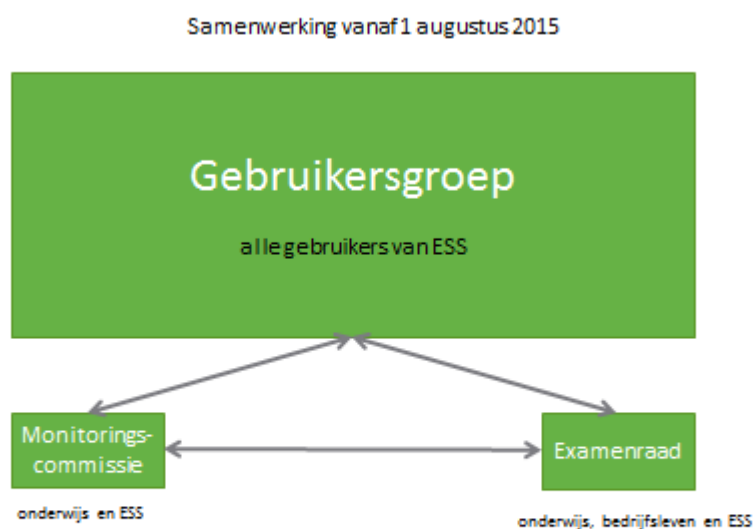 Samenwerking vanaf 1 augustus 2015
Gebruikersgroep
alle gebruikers van ESS
Monitorings-
commissie
Examenraad
onderwijs en ESS
onderwijs, bedrijfsleven en ESS